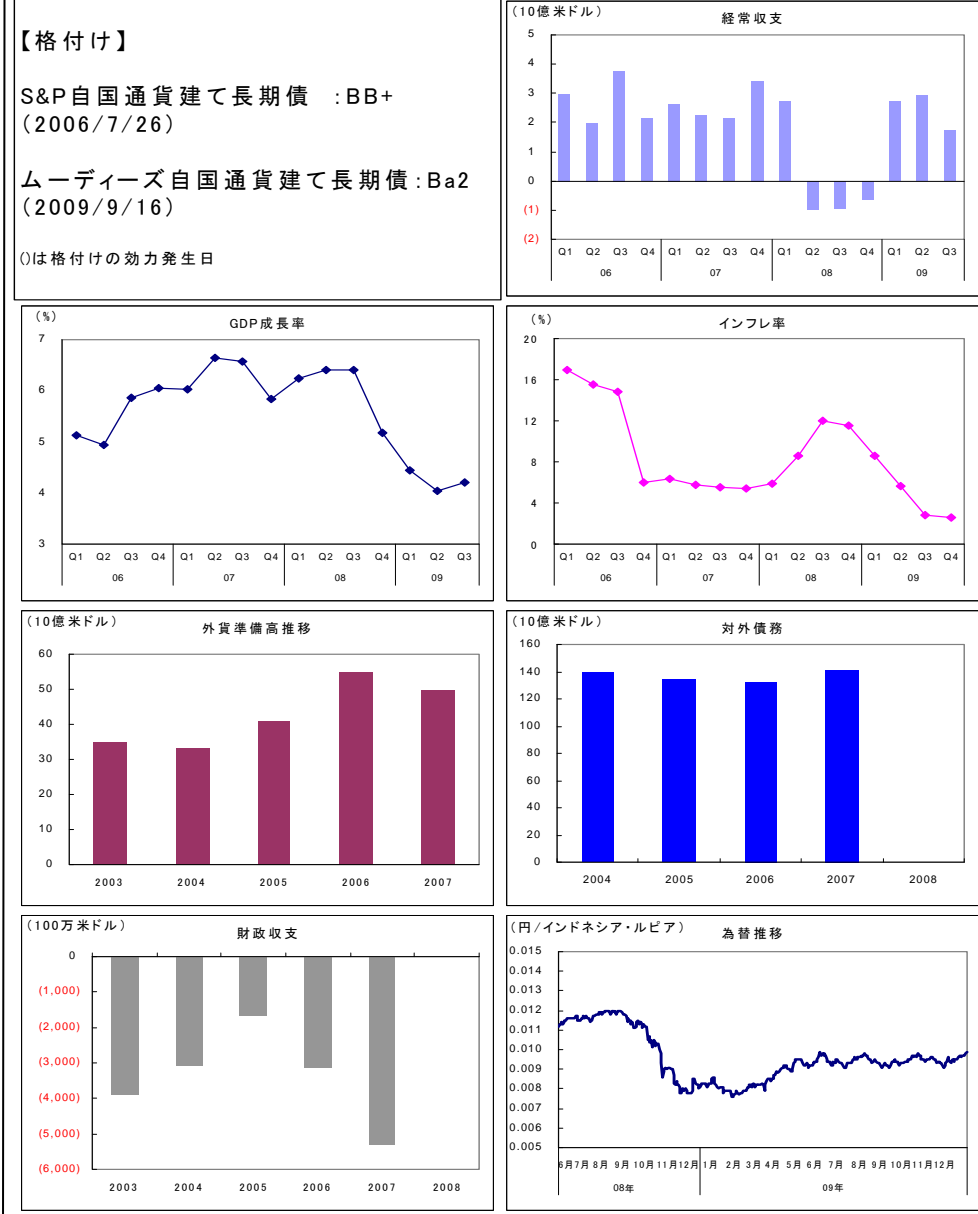 【格付け】
S&P自国通貨建て長期債 :BB+
(2006/7/26)
ムーディーズ自国通貨建て長期債:Ba2
(2009/9/16)
()は格付けの効力発生日
(10億米ドル)
経常収支
5
4
3
2
1
0
(1)
(2)
Q1 Q2 Q3 Q4 Q1 Q2 Q3 Q4 Q1 Q2 Q3 Q4 Q1 Q2 Q3
06 07 08 09
(%)
GDP成長率
7
6
5
4
3
Q1 Q2 Q3 Q4 Q1 Q2 Q3 Q4 Q1 Q2 Q3 Q4 Q1 Q2 Q3
06 07 08 09
(%)
インフレ率
20
16
12
8
4
0
Q1 Q2 Q3 Q4 Q1 Q2 Q3 Q4 Q1 Q2 Q3 Q4 Q1 Q2 Q3 Q4
06 07 08 09
(10億米ドル)
外貨準備高推移
60
50
40
30
20
10
0
2003 2004 2005 2006 2007
(10億米ドル)
対外債務
160
140
120
100
80
60
40
20
0
2004 2005 2006 2007 2008
(100万米ドル)
財政収支
0
(1,000)
(2,000)
(3,000)
(4,000)
(5,000)
(6,000)
2003 2004 2005 2006 2007 2008
(円/インドネシア・ルピア)
為替推移
0.015
0.014
0.013
0.012
0.011
0.010
0.009
0.008
0.007
0.006
0.005
6月7月 8月 9月 10月11月12月 1月 2月 3月 4月 5月 6月 7月 8月 9月 10月11月12月
08年 09年